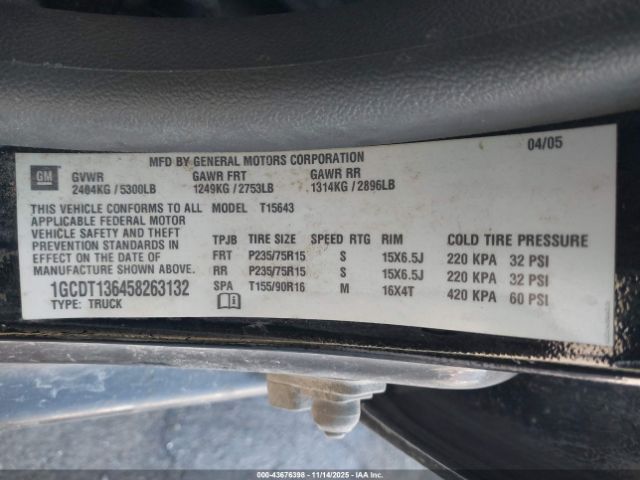 04/05
MFD BY GENERAL MOTORS CORPORATION
GM GVWR GAWR FRT GAWR RR
2404KG / 5300LB 1249KG / 2753LB 1314KG / 2896LB
THIS VEHICLE CONFORMS TO ALL MODEL T15643
APPLICABLE FEDERAL MOTOR
VEHICLE SAFETY AND THEFT
PREVENTION STANDARDS IN
EFFECT ON THE DATE OF
MANUFACTURE SHOWN ABOVE.
1GCDT136458263132
TYPE: TRUCK
TPJB TIRE SIZE SPEED RTG RIM COLD TIRE PRESSURE
FRT P235/75R15 S 15X6.5J 220 KPA 32 PSI
RR P235/75R15 S 15X6.5J 220 KPA 32 PSI
SPA T155/90R16 M 16X4T 420 KPA 60 PSI
©-43676398 - 11/14/2025 - IAAI.COM